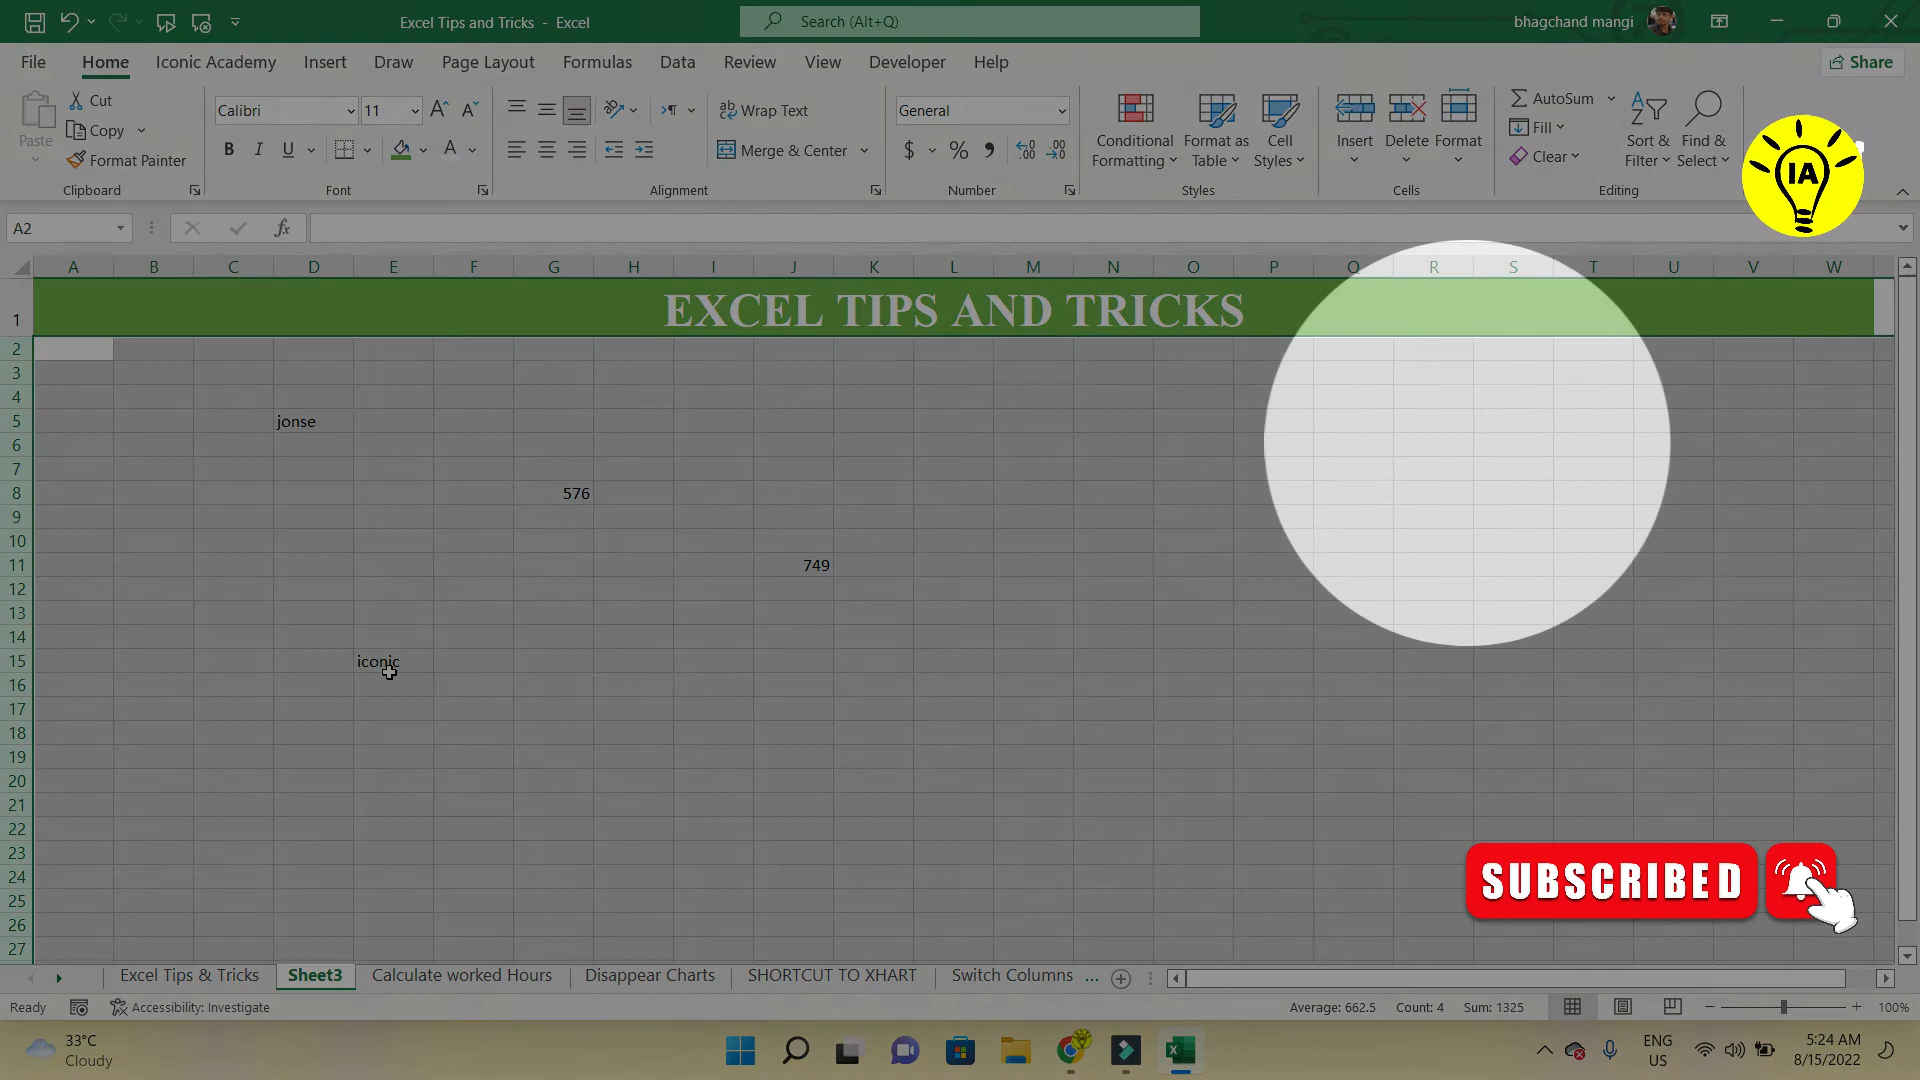 Excel Tips and Tricks - Excel
Search (Alt+Q)
bhagchand mangi
File Home Iconic Academy Insert Draw Page Layout Formulas Data Review View Developer Help
Share
Paste
Cut
Copy
Format Painter
Clipboard
Calibri 11
B I U
Font
Wrap Text
Merge & Center
Alignment
General
$ % 9
Number
Conditional Formatting
Format as Table
Cell Styles
Styles
Insert Delete Format
Cells
AutoSum
Fill
Clear
Sort & Filter
Find & Select
Editing
IA
A2
fx
A B C D E F G H I J K L M N O P Q R S T U V W
1 EXCEL TIPS AND TRICKS
2
3
4
5 jonse
6
7
8 576
9
10
11 749
12
13
14
15 iconic
16
17
18
19
20
21
22
23
24
25
26
27
SUBSCRIBED
Excel Tips & Tricks Sheet3 Calculate worked Hours Disappear Charts SHORTCUT TO XHART Switch Columns ...
Ready Accessibility: Investigate Average: 662.5 Count: 4 Sum: 1325 100%
33°C
Cloudy
ENG
US
5:24 AM
8/15/2022